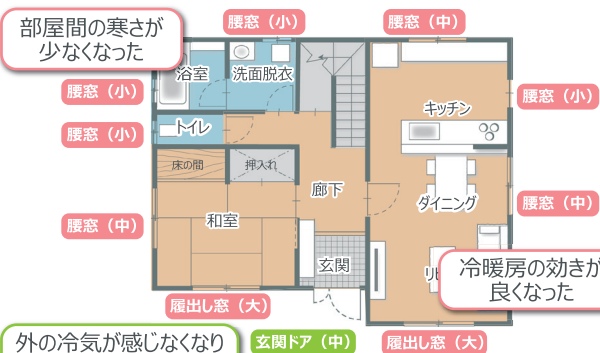 部屋間の寒さが
少なくなった
腰窓（小）
腰窓（中）
腰窓（小）
浴室
洗面脱衣
キッチン
腰窓（小）
腰窓（小）
トイレ
床の間
押入れ
廊下
ダイニング
腰窓（中）
腰窓（中）
和室
玄関
リビ
冷暖房の効きが
良くなった
履出し窓（大）
外の冷気が感じなくなり
玄関ドア（中）
履出し窓（大）